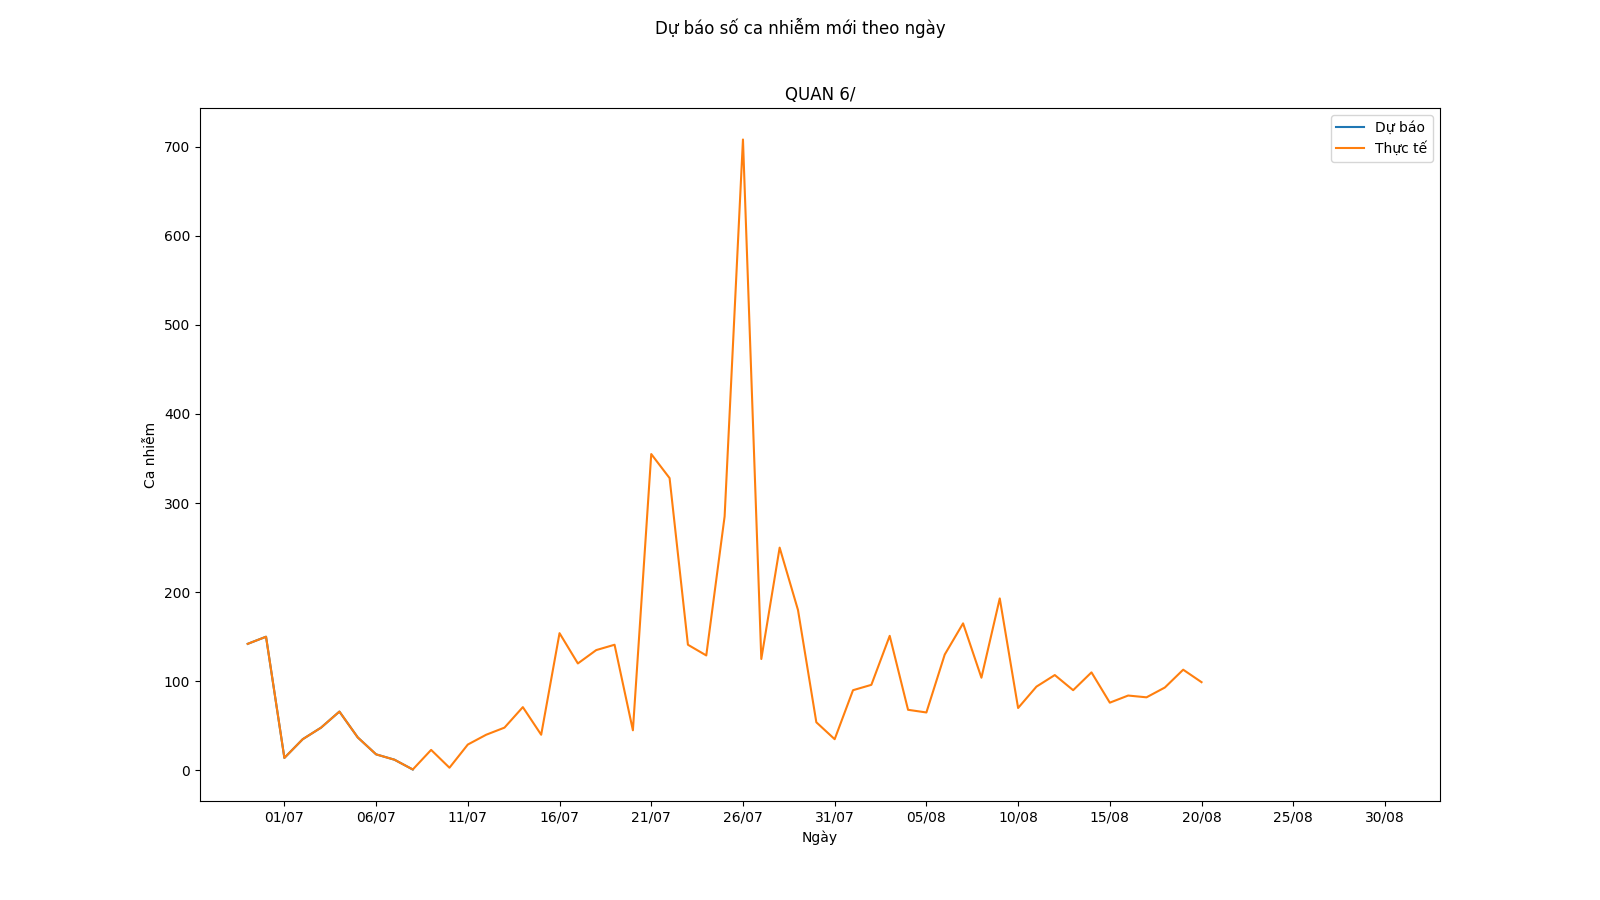 Dự báo số ca nhiễm mới theo ngày
QUAN 6/
Dự báo
Thực tế
700
600
500
400
300
200
100
0
Ca nhiễm
01/07 06/07 11/07 16/07 21/07 26/07 31/07 05/08 10/08 15/08 20/08 25/08 30/08
Ngày